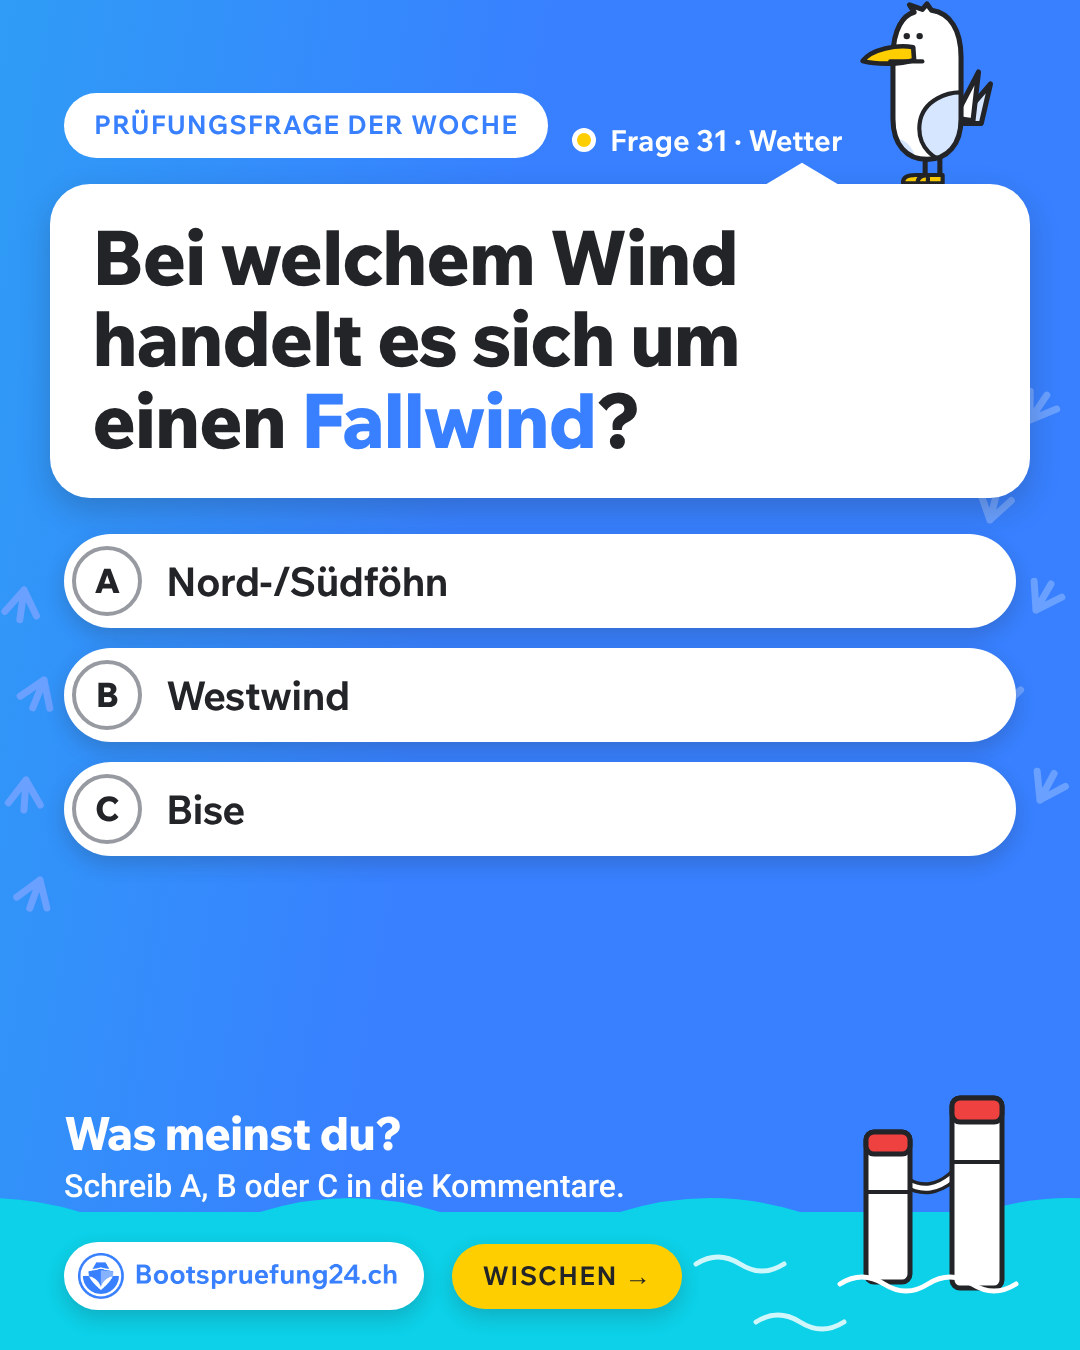 PRÜFUNGSFRAGE DER WOCHE
Frage 31 · Wetter
Bei welchem Wind
handelt es sich um
einen Fallwind?
A Nord-/Südföhn
B Westwind
C Bise
Was meinst du?
Schreib A, B oder C in die Kommentare.
Bootspruefung24.ch
WISCHEN →